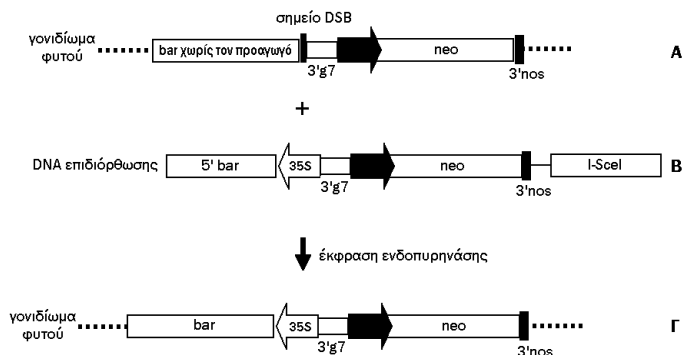 σημείο DSB
γονιδίωμα
φυτού
bar χωρίς τον προαγωγό
neo
A
3'g7
3'nos
+
DNA επιδιόρθωσης
5' bar
35S
neo
I-SceI
B
3'g7
3'nos
έκφραση ενδοπυρηνάσης
γονιδίωμα
φυτού
bar
35S
neo
Γ
3'g7
3'nos